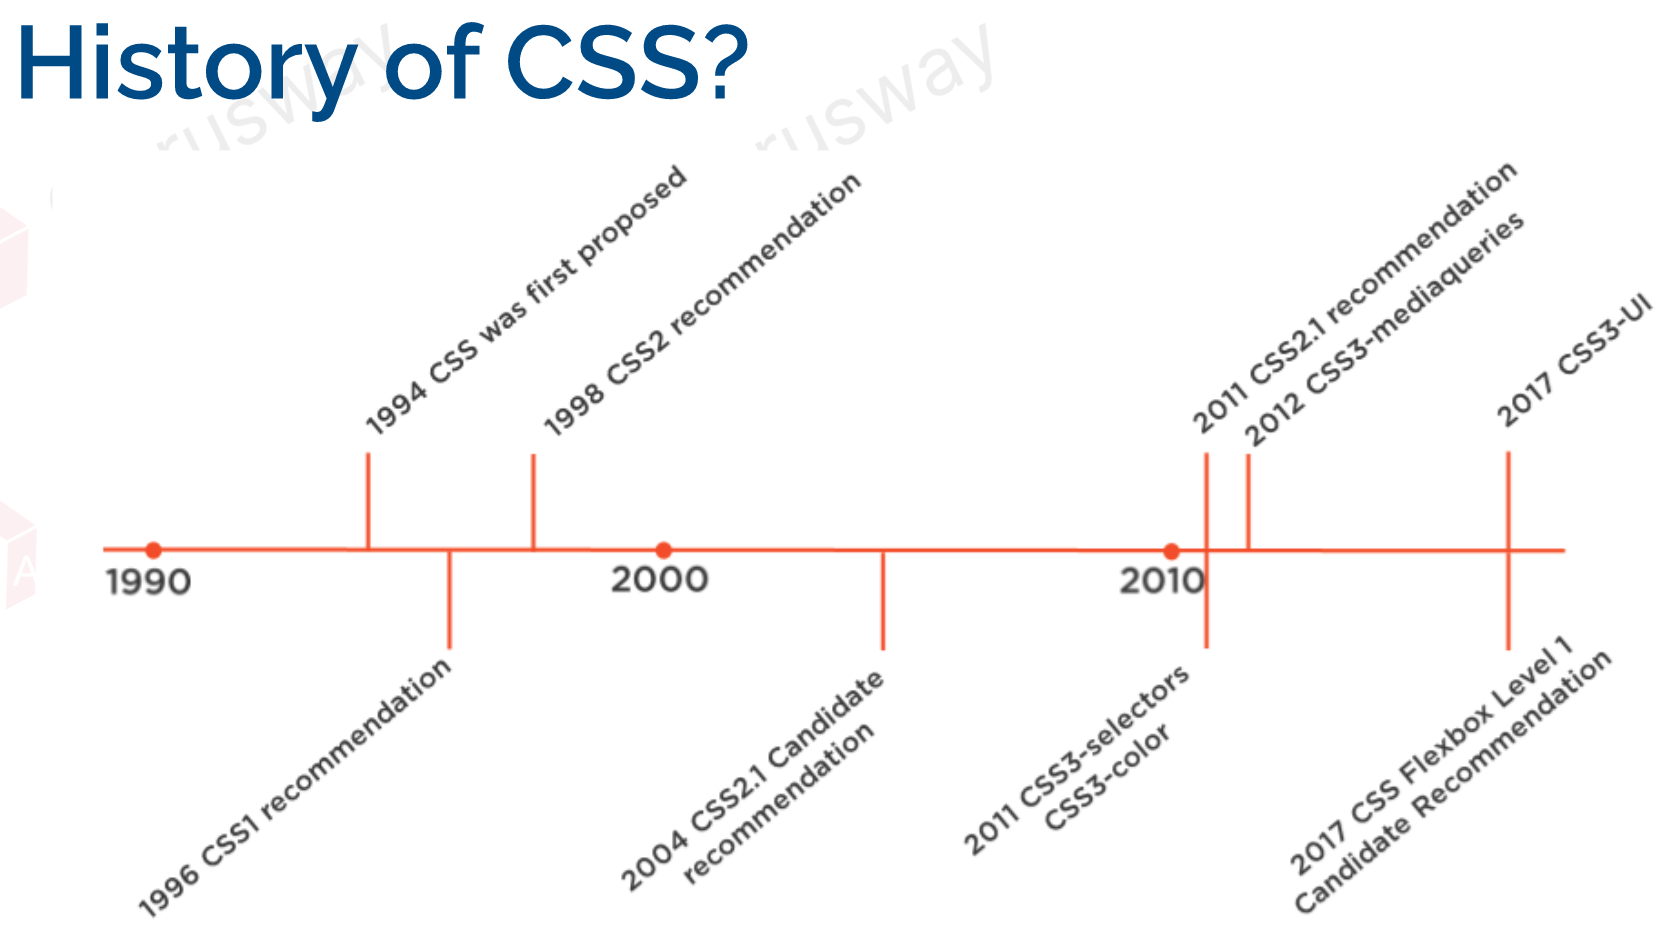 History of CSS?
rusway
rusway
1994 CSS was first proposed
1998 CSS2 recommendation
2011 CSS2.1 recommendation
2012 CSS3-mediaqueries
2017 CSS3-UI
1990
2000
2010
1996 CSS1 recommendation
2004 CSS2.1 Candidate
recommendation
2011 CSS3-selectors
CSS3-color
2017 CSS Flexbox Level 1
Candidate Recommendation
A